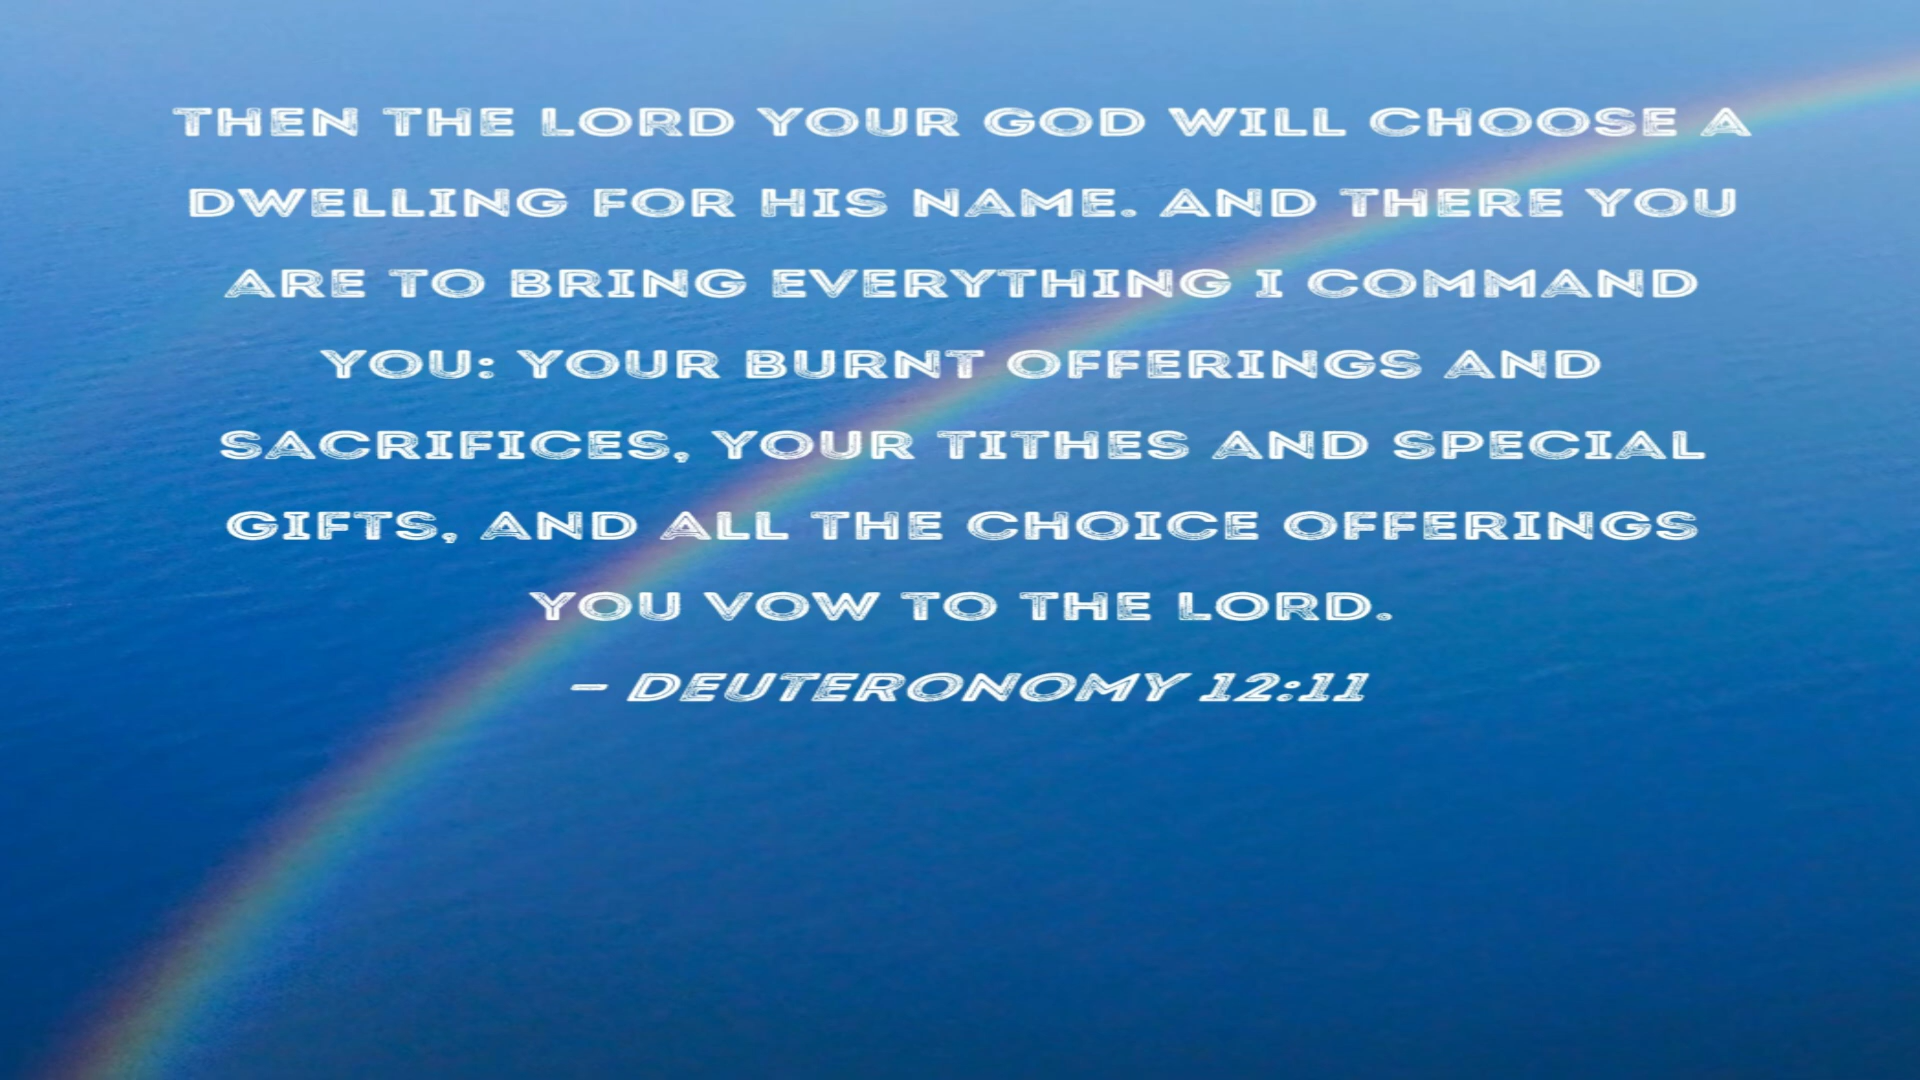 THEN THE LORD YOUR GOD WILL CHOOSE A
DWELLING FOR HIS NAME. AND THERE YOU
ARE TO BRING EVERYTHING I COMMAND
YOU: YOUR BURNT OFFERINGS AND
SACRIFICES, YOUR TITHES AND SPECIAL
GIFTS, AND ALL THE CHOICE OFFERINGS
YOU VOW TO THE LORD.
– DEUTERONOMY 12:11